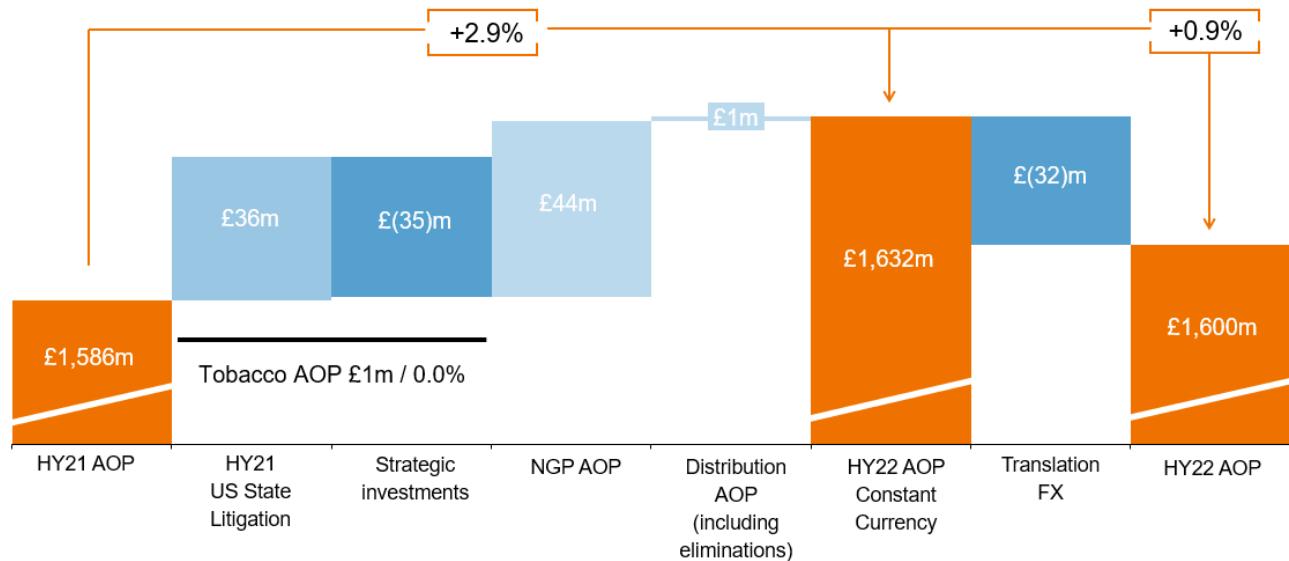 +2.9%
+0.9%
£1m
£36m
£(35)m
£44m
£(32)m
£1,632m
£1,586m
£1,600m
Tobacco AOP £1m / 0.0%
HY21 AOP
HY21
US State
Litigation
Strategic
investments
NGP AOP
Distribution
AOP
(including
eliminations)
HY22 AOP
Constant
Currency
Translation
FX
HY22 AOP